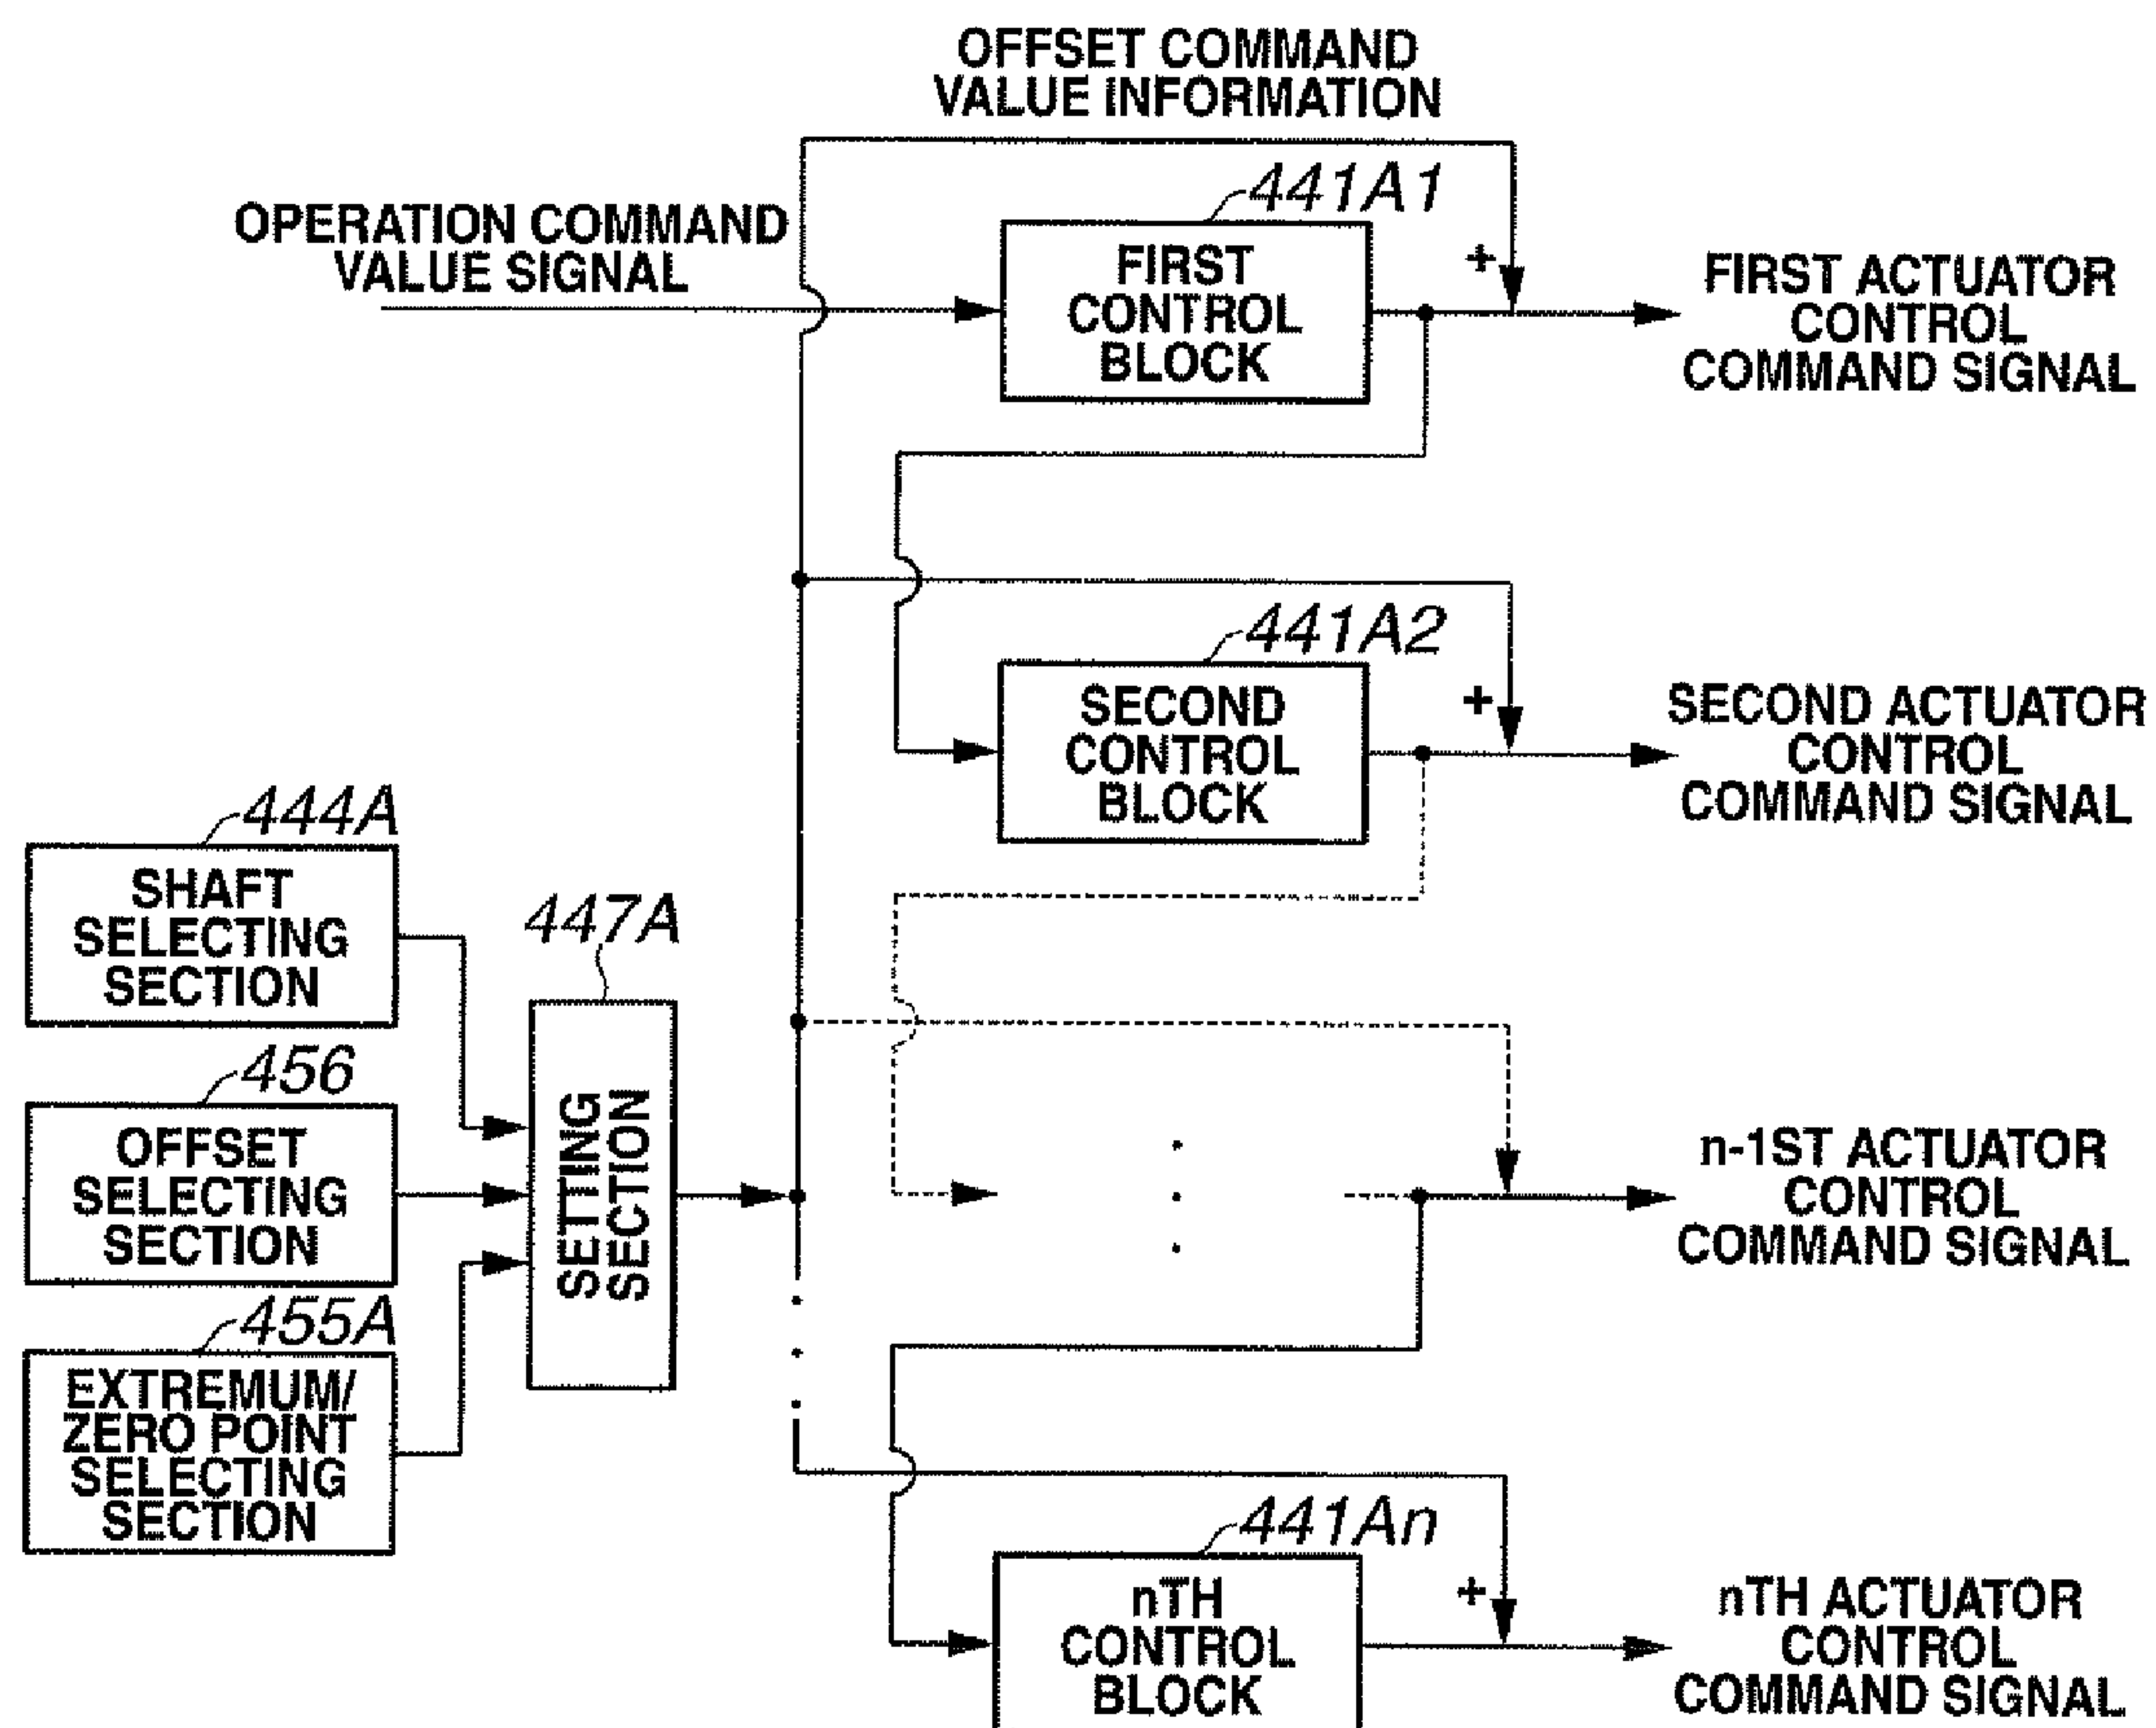 OFFSET COMMAND
VALUE INFORMATION
441A1
OPERATION COMMAND
VALUE SIGNAL
FIRST
CONTROL
BLOCK
+
FIRST ACTUATOR
CONTROL
COMMAND SIGNAL
441A2
SECOND
CONTROL
BLOCK
+
SECOND ACTUATOR
CONTROL
COMMAND SIGNAL
444A
SHAFT
SELECTING
SECTION
447A
SETTING
SECTION
456
OFFSET
SELECTING
SECTION
n-1ST ACTUATOR
CONTROL
COMMAND SIGNAL
455A
EXTREMUM/
ZERO POINT
SELECTING
SECTION
441An
nTH
CONTROL
BLOCK
+
nTH ACTUATOR
CONTROL
COMMAND SIGNAL